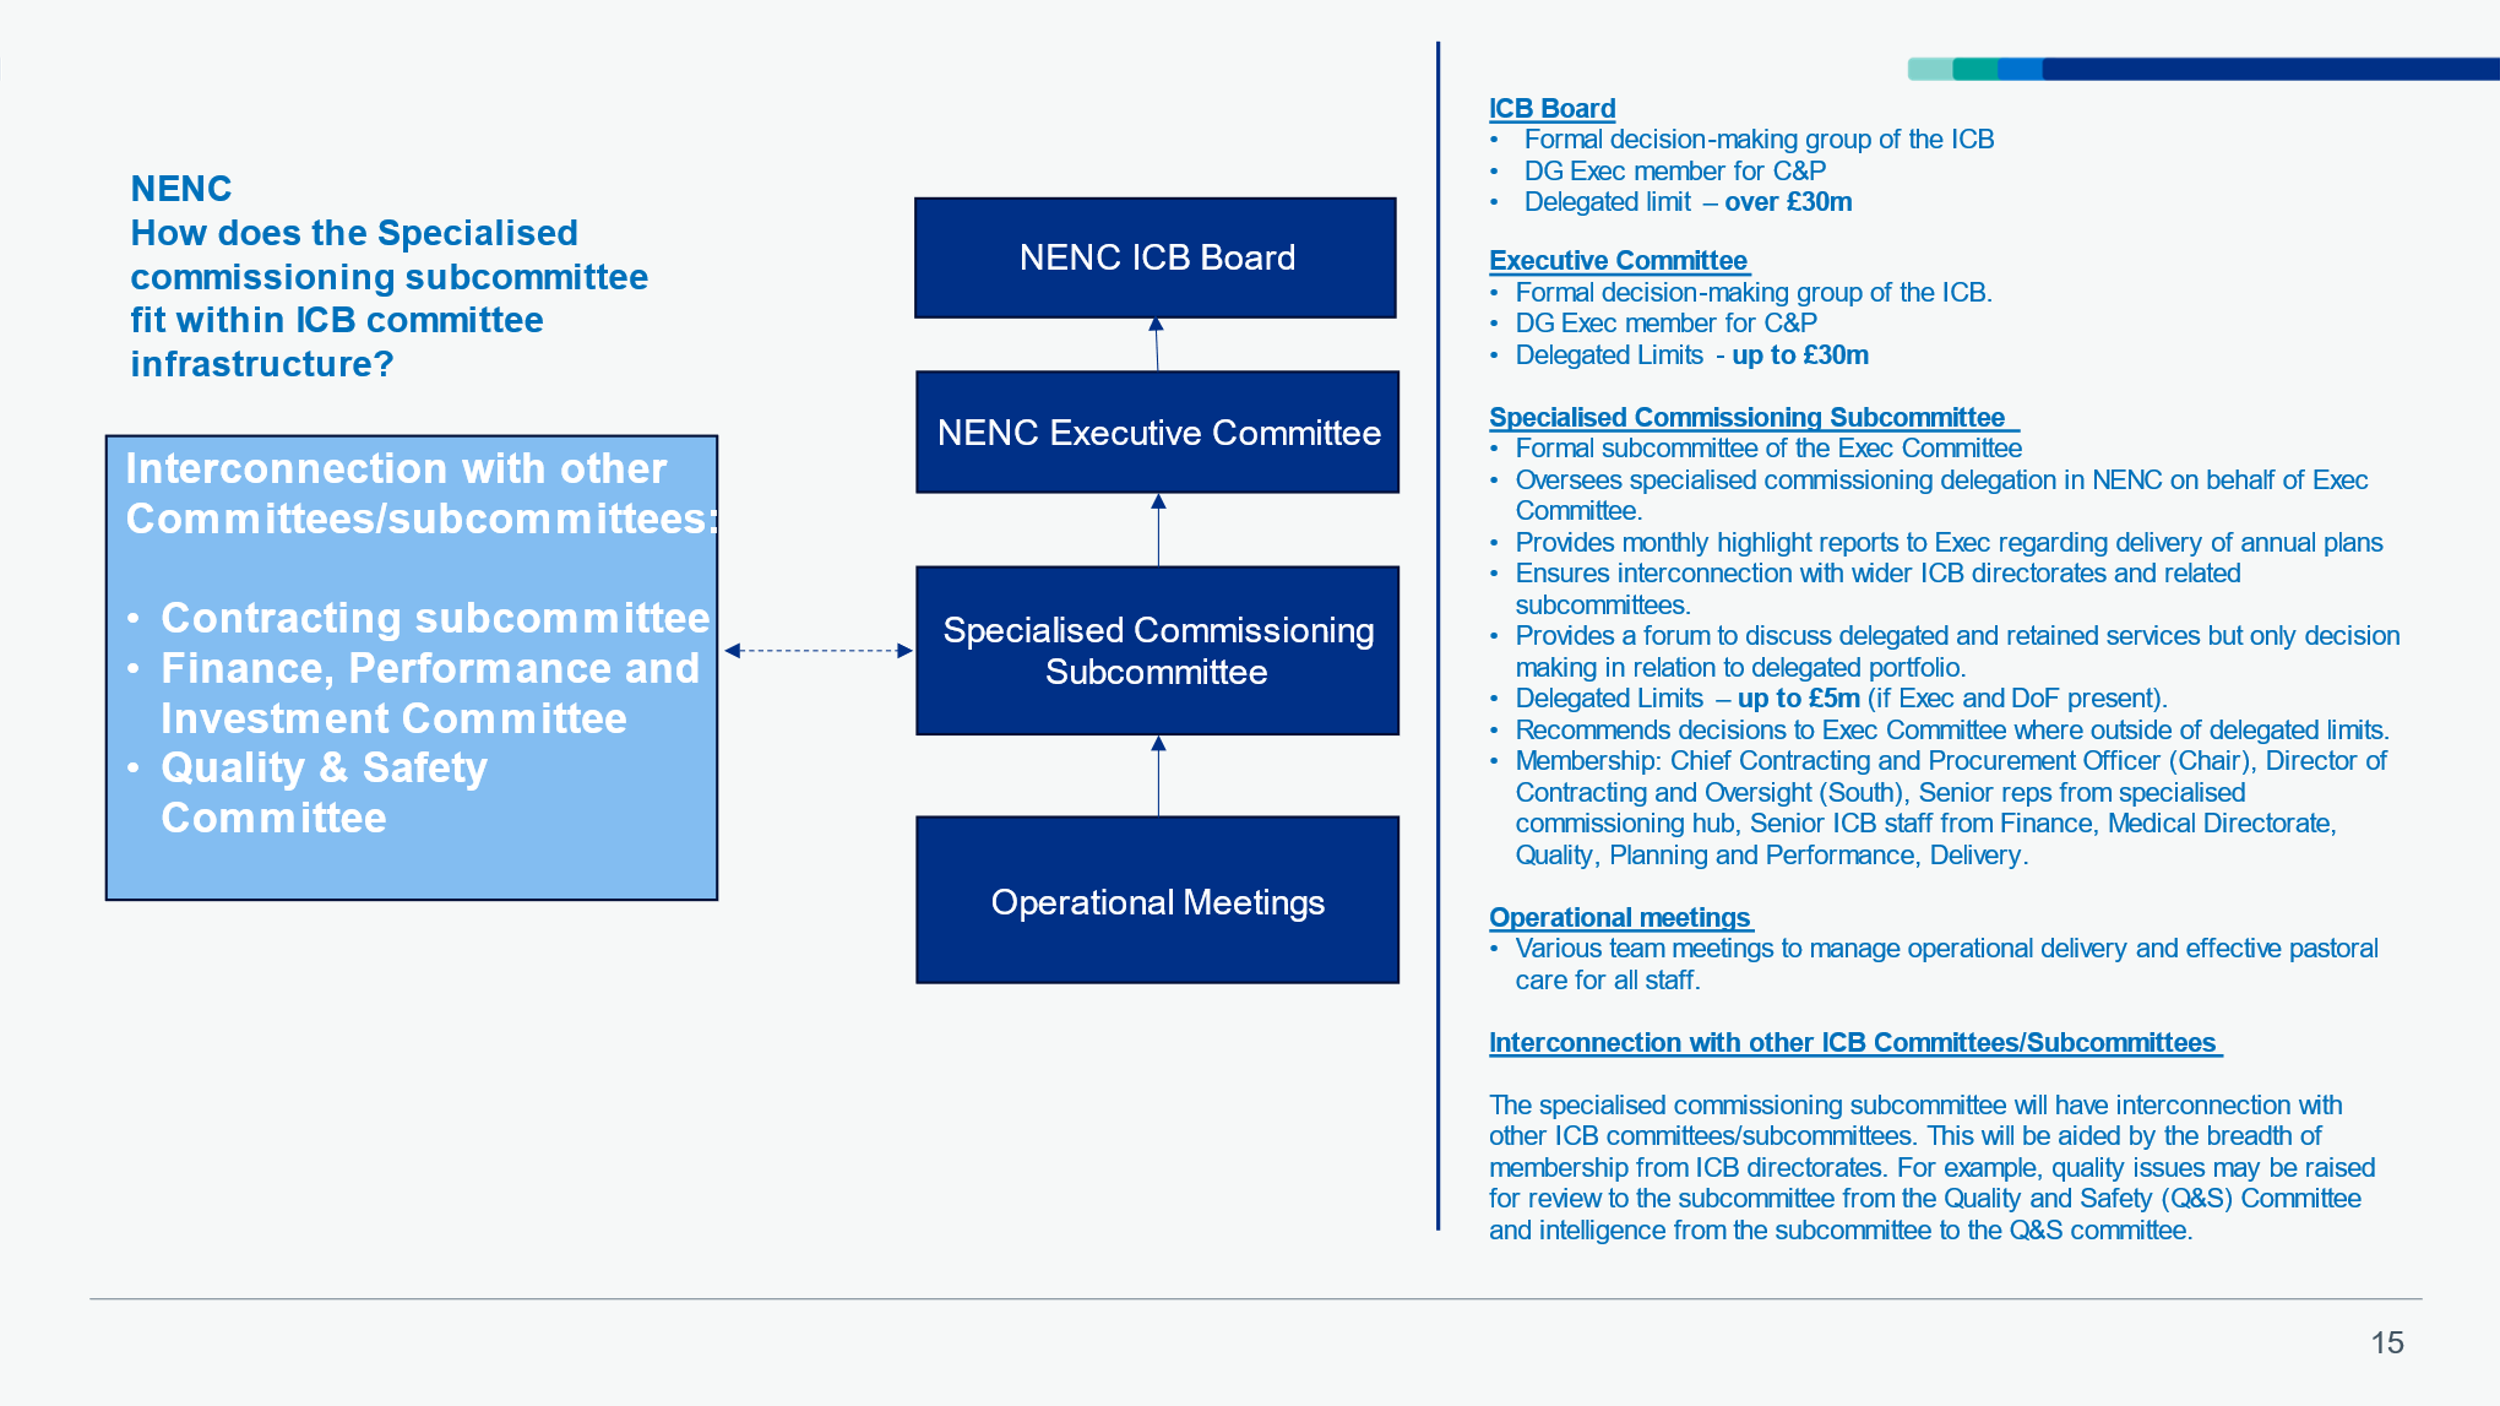 NENC
How does the Specialised
commissioning subcommittee
fit within ICB committee
infrastructure?
Interconnection with other
Committees/subcommittees:
• Contracting subcommittee
• Finance, Performance and
Investment Committee
• Quality & Safety
Committee
NENC ICB Board
NENC Executive Committee
Specialised Commissioning
Subcommittee
Operational Meetings
ICB Board
• Formal decision-making group of the ICB
• DG Exec member for C&P
• Delegated limit – over £30m
Executive Committee
• Formal decision-making group of the ICB.
• DG Exec member for C&P
• Delegated Limits - up to £30m
Specialised Commissioning Subcommittee
• Formal subcommittee of the Exec Committee
• Oversees specialised commissioning delegation in NENC on behalf of Exec
Committee.
• Provides monthly highlight reports to Exec regarding delivery of annual plans
• Ensures interconnection with wider ICB directorates and related
subcommittees.
• Provides a forum to discuss delegated and retained services but only decision
making in relation to delegated portfolio.
• Delegated Limits – up to £5m (if Exec and DoF present).
• Recommends decisions to Exec Committee where outside of delegated limits.
• Membership: Chief Contracting and Procurement Officer (Chair), Director of
Contracting and Oversight (South), Senior reps from specialised
commissioning hub, Senior ICB staff from Finance, Medical Directorate,
Quality, Planning and Performance, Delivery.
Operational meetings
• Various team meetings to manage operational delivery and effective pastoral
care for all staff.
Interconnection with other ICB Committees/Subcommittees
The specialised commissioning subcommittee will have interconnection with
other ICB committees/subcommittees. This will be aided by the breadth of
membership from ICB directorates. For example, quality issues may be raised
for review to the subcommittee from the Quality and Safety (Q&S) Committee
and intelligence from the subcommittee to the Q&S committee.
15